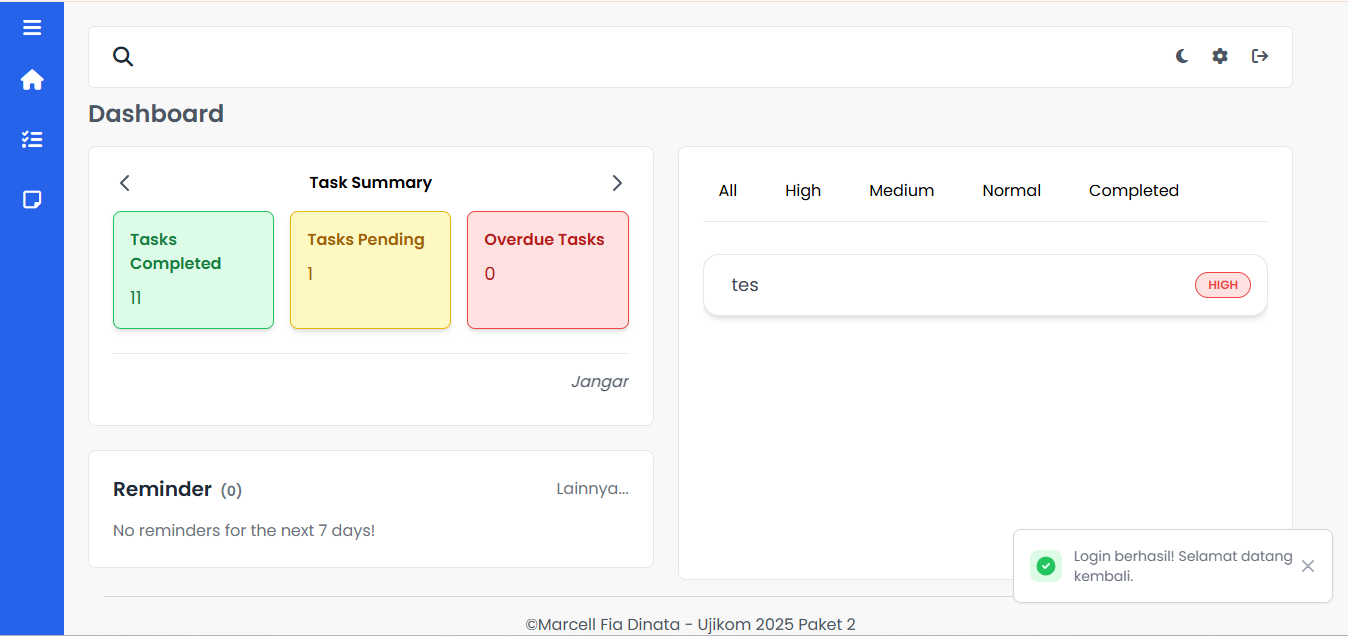 Dashboard
Task Summary
Tasks
Completed
11
Tasks Pending
1
Overdue Tasks
0
Jangar
Reminder (0)
Lainnya...
No reminders for the next 7 days!
All
High
Medium
Normal
Completed
tes
HIGH
Login berhasil! Selamat datang
kembali.
©Marcell Fia Dinata - Ujikom 2025 Paket 2